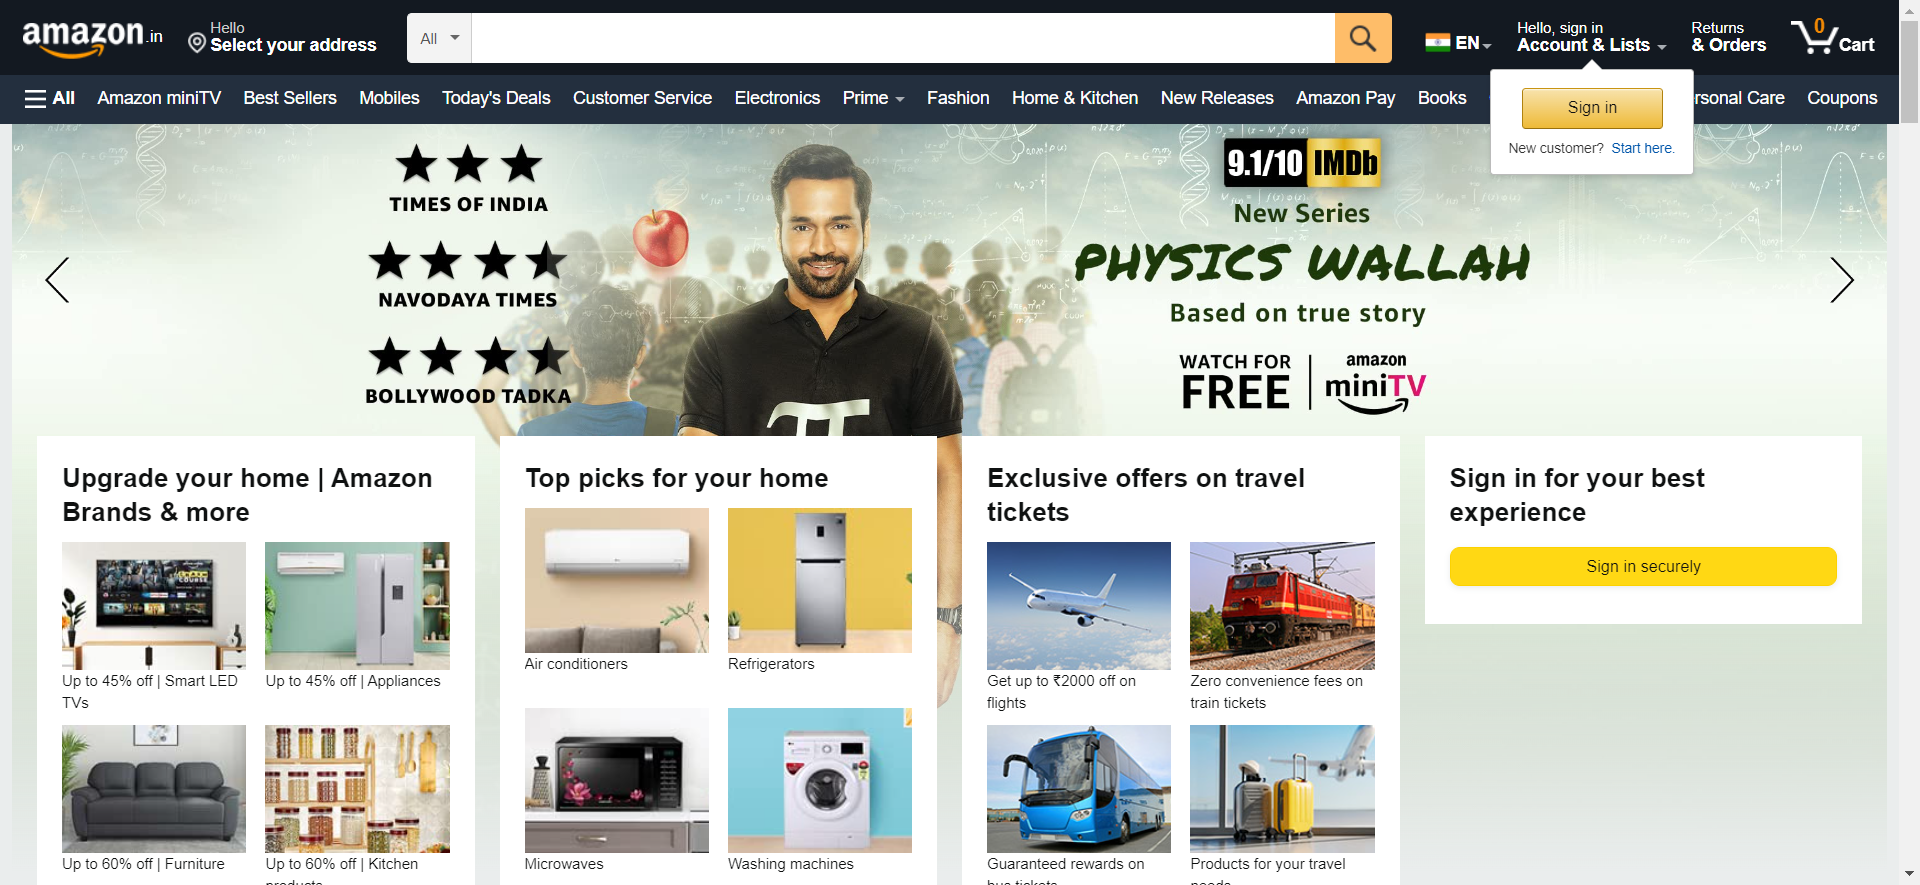 amazon.in
Hello
Select your address
All
EN
Hello, sign in
Account & Lists
Returns
& Orders
0
Cart
All
Amazon miniTV
Best Sellers
Mobiles
Today's Deals
Customer Service
Electronics
Prime
Fashion
Home & Kitchen
New Releases
Amazon Pay
Books
rsonal Care
Coupons
Sign in
New customer? Start here.
TIMES OF INDIA
NAVODAYA TIMES
BOLLYWOOD TADKA
9.1/10 IMDb
New Series
PHYSICS WALLAH
Based on true story
WATCH FOR
FREE
amazon
miniTV
Upgrade your home | Amazon
Brands & more
Up to 45% off | Smart LED
TVs
Up to 45% off | Appliances
Up to 60% off | Furniture
Up to 60% off | Kitchen
products
Top picks for your home
Air conditioners
Refrigerators
Microwaves
Washing machines
Exclusive offers on travel
tickets
Get up to ₹2000 off on
flights
Zero convenience fees on
train tickets
Guaranteed rewards on
bus tickets
Products for your travel
needs
Sign in for your best
experience
Sign in securely